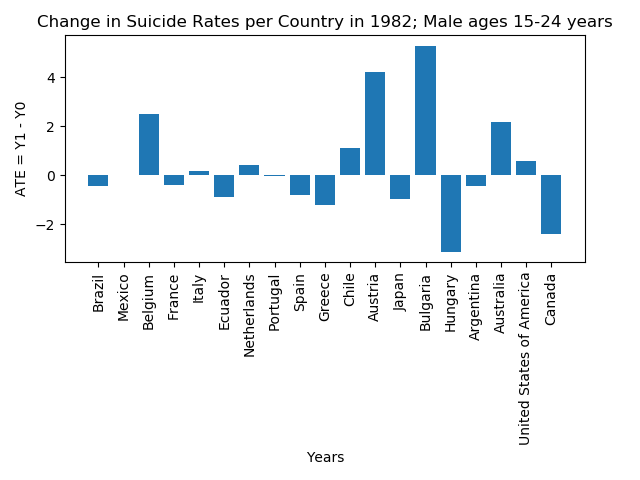 Change in Suicide Rates per Country in 1982; Male ages 15-24 years
ATE = Y1 - Y0
4
2
0
−2
Brazil
Mexico
Belgium
France
Italy
Ecuador
Netherlands
Portugal
Spain
Greece
Chile
Austria
Japan
Bulgaria
Hungary
Argentina
Australia
United States of America
Canada
Years